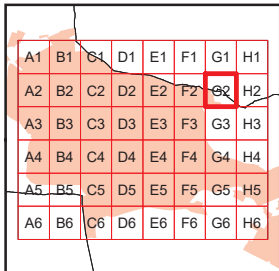 A1 B1 C1 D1 E1 F1 G1 H1
A2 B2 C2 D2 E2 F2 G2 H2
A3 B3 C3 D3 E3 F3 G3 H3
A4 B4 C4 D4 E4 F4 G4 H4
A5 B5 C5 D5 E5 F5 G5 H5
A6 B6 C6 D6 E6 F6 G6 H6